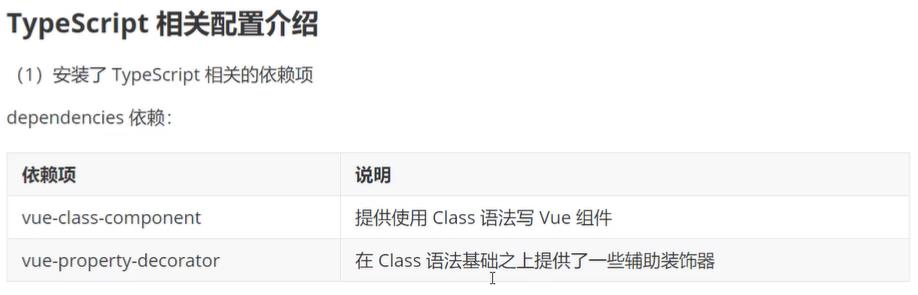 TypeScript 相关配置介绍
（1）安装了 TypeScript 相关的依赖项
dependencies 依赖：
依赖项 说明
vue-class-component 提供使用 Class 语法写 Vue 组件
vue-property-decorator 在 Class 语法基础之上提供了一些辅助装饰器